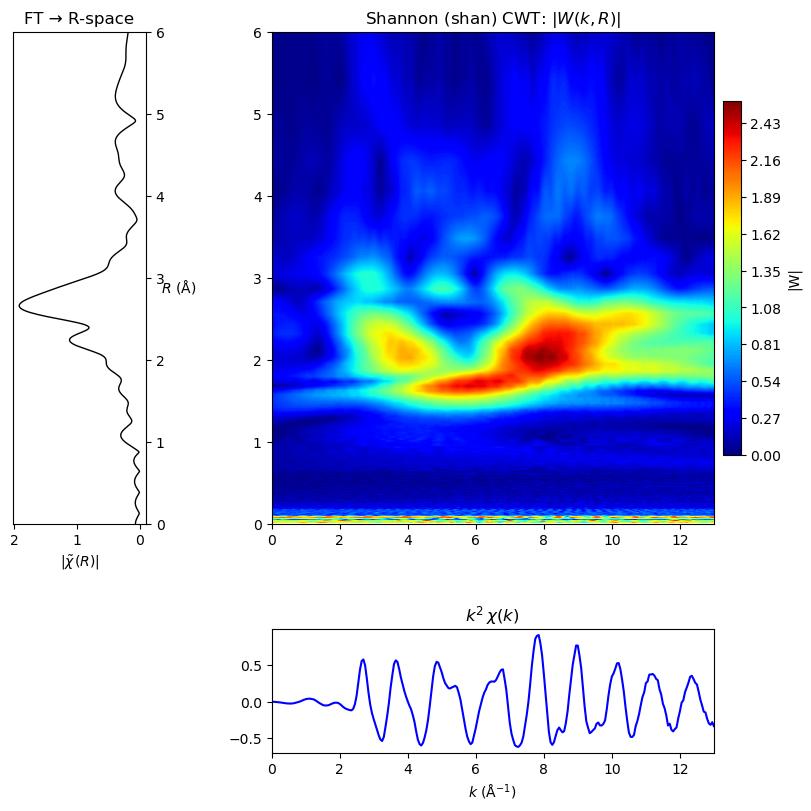 FT → R-space
Shannon (shan) CWT: |W(k, R)|
6
5
4
3
2
1
0
R (Å)
2 1 0
|χ̃(R)|
6
5
4
3
2
1
0
0 2 4 6 8 10 12
2.43
2.16
1.89
1.62
1.35
1.08
0.81
0.54
0.27
0.00
|W|
k² χ(k)
0.5
0.0
−0.5
0 2 4 6 8 10 12
k (Å⁻¹)